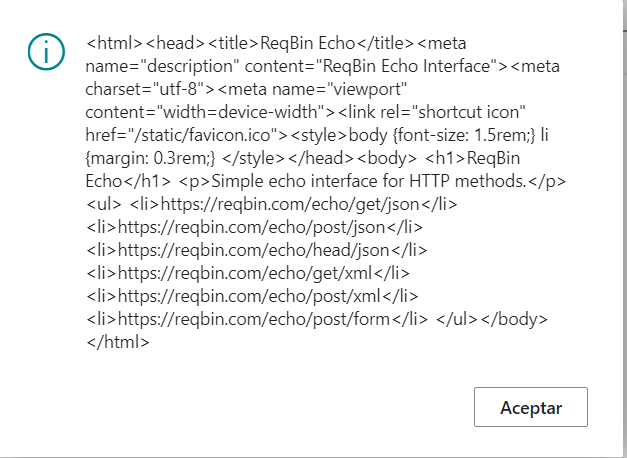 <html><head><title>ReqBin Echo</title><meta
name="description" content="ReqBin Echo Interface"><meta
charset="utf-8"><meta name="viewport"
content="width=device-width"><link rel="shortcut icon"
href="/static/favicon.ico"><style>body {font-size: 1.5rem;} li
{margin: 0.3rem;} </style></head><body> <h1>ReqBin
Echo</h1> <p>Simple echo interface for HTTP methods.</p>
<ul> <li>https://reqbin.com/echo/get/json</li>
<li>https://reqbin.com/echo/post/json</li>
<li>https://reqbin.com/echo/head/json</li>
<li>https://reqbin.com/echo/get/xml</li>
<li>https://reqbin.com/echo/post/xml</li>
<li>https://reqbin.com/echo/post/form</li> </ul></body>
</html>
Aceptar